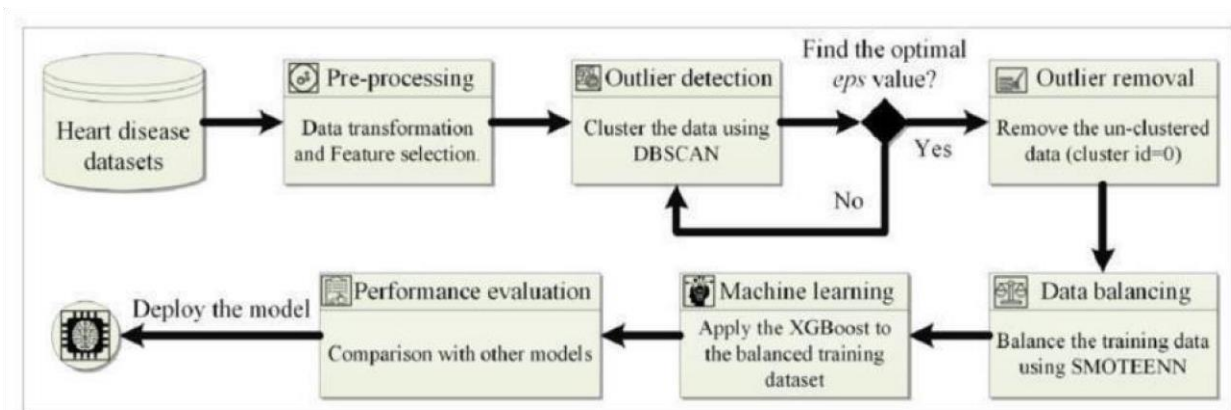 Heart disease
datasets
Pre-processing
Data transformation
and Feature selection.
Outlier detection
Cluster the data using
DBSCAN
Find the optimal
eps value?
Yes
No
Outlier removal
Remove the un-clustered
data (cluster id=0)
Data balancing
Balance the training data
using SMOTEENN
Machine learning
Apply the XGBoost to
the balanced training
dataset
Performance evaluation
Comparison with other models
Deploy the model